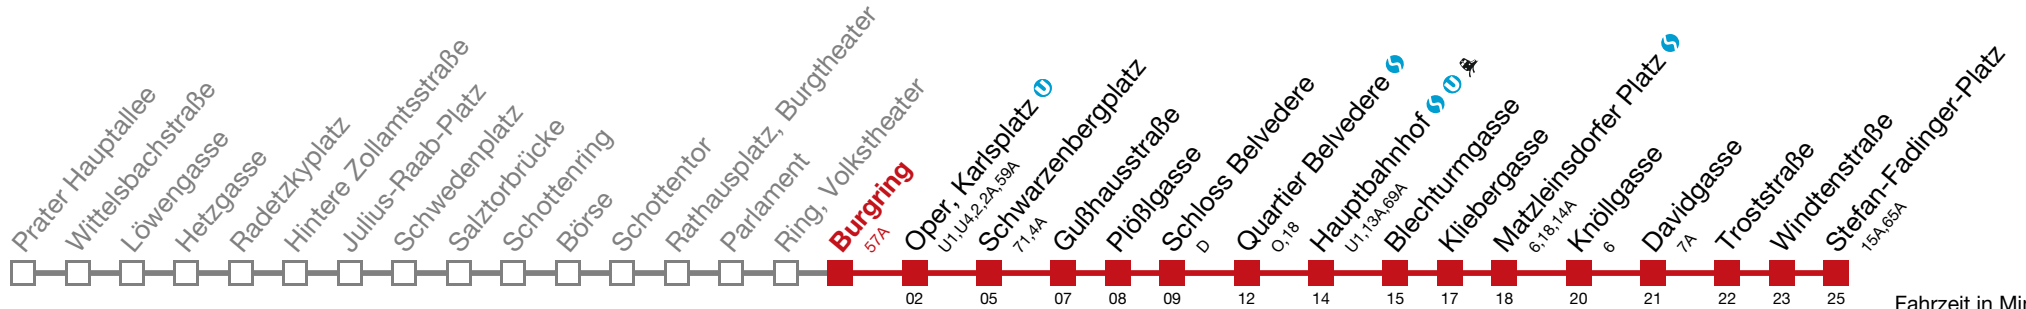 Prater Hauptallee
Wittelsbachstraße
Löwengasse
Hetzgasse
Radetzkyplatz
Hintere Zollamtsstraße
Julius-Raab-Platz
Schwedenplatz
Salztorbrücke
Schottenring
Börse
Schottentor
Rathausplatz, Burgtheater
Parlament
Ring, Volkstheater
Burgring
57A
Oper, Karlsplatz U
U1,U4,2,2A,59A
Schwarzenbergplatz
71,4A
Gußhausstraße
Plößlgasse
Schloss Belvedere
D
Quartier Belvedere S
O,18
Hauptbahnhof S U
U1,13A,69A
Blechturmgasse
Kliebergasse
Matzleinsdorfer Platz S
6,18,14A
Knöllgasse
6
Davidgasse
7A
Troststraße
Windtenstraße
Stefan-Fadinger-Platz
15A,65A
02 05 07 08 09 12 14 15 17 18 20 21 22 23 25
Fahrzeit in Min